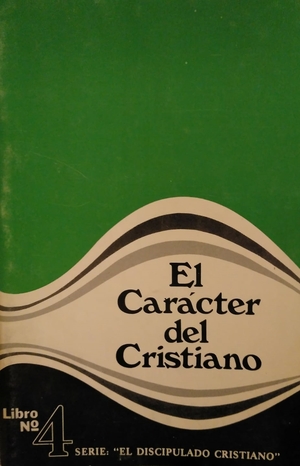 El
Carácter
del
Cristiano
Libro
Nº 4
SERIE: "EL DISCIPULADO CRISTIANO"